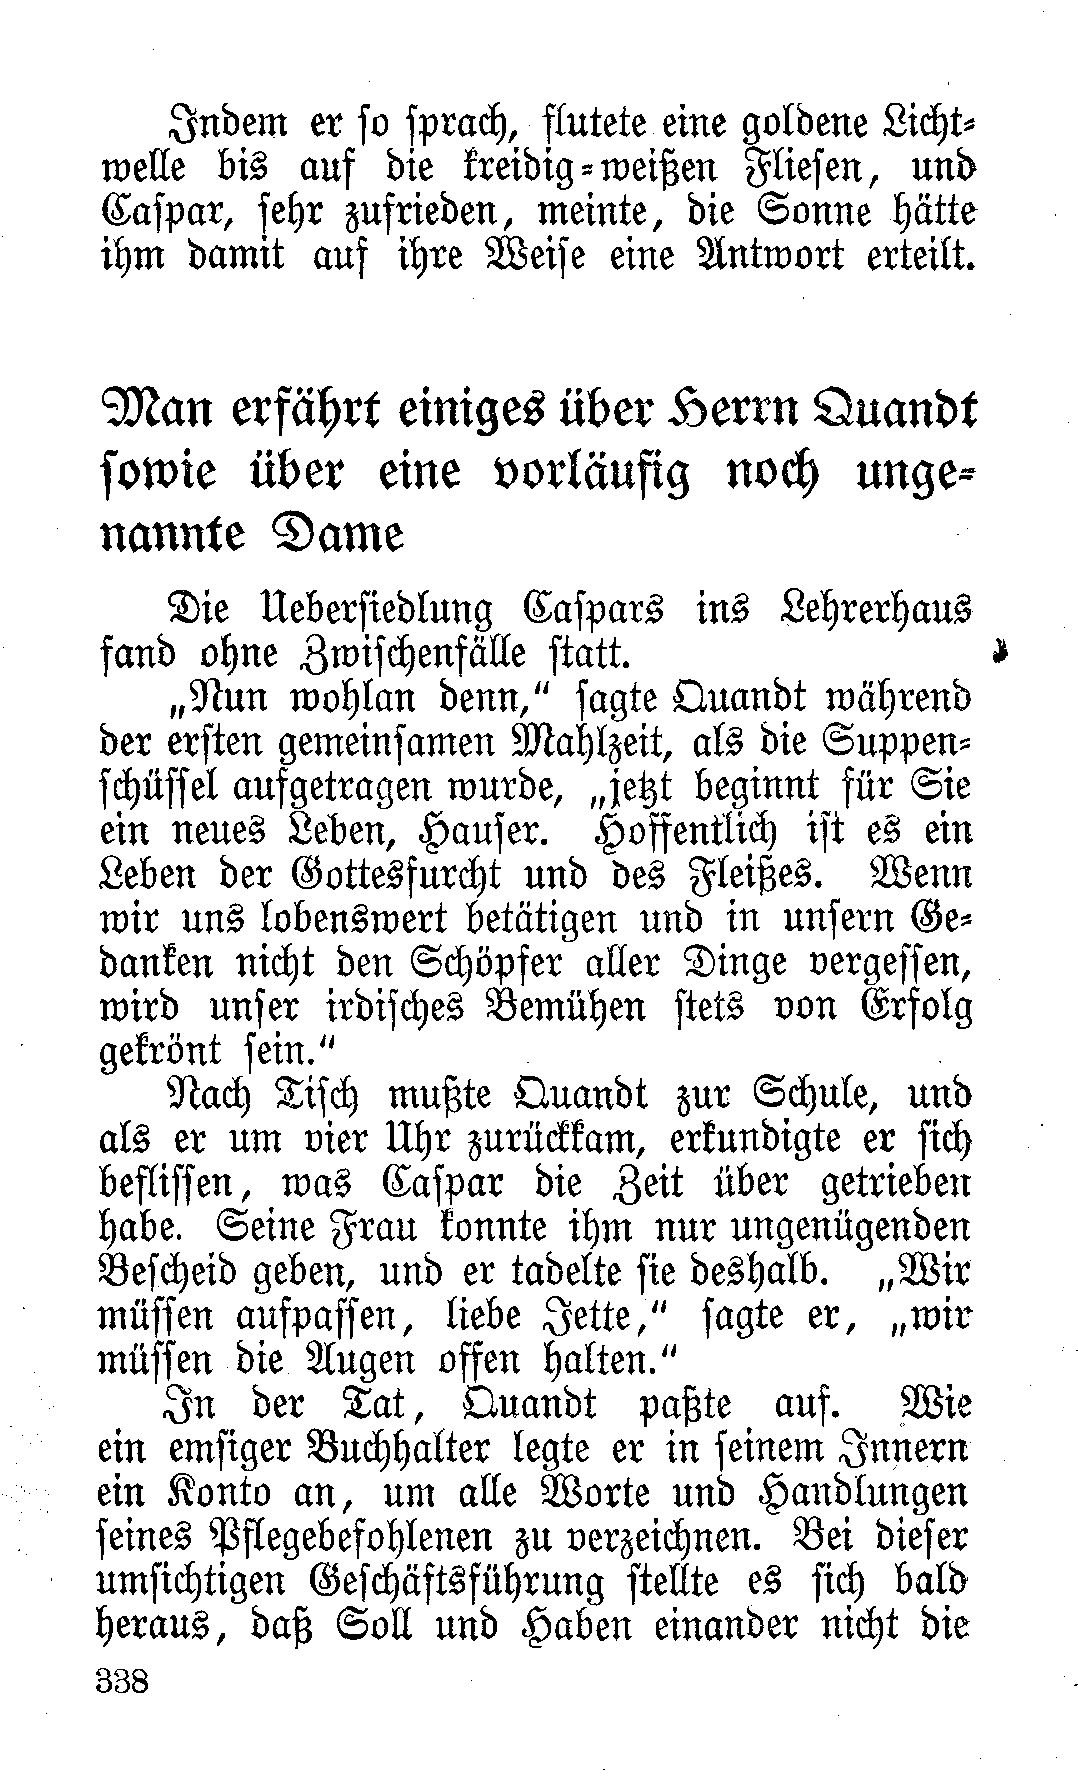 Indem er so sprach, flutete eine goldene Licht-
welle bis auf die kreidig-weißen Fliesen, und
Caspar, sehr zufrieden, meinte, die Sonne hätte
ihm damit auf ihre Weise eine Antwort erteilt.
Man erfährt einiges über Herrn Quandt
sowie über eine vorläufig noch unge-
nannte Dame
Die Uebersiedlung Caspars ins Lehrerhaus
fand ohne Zwischenfälle statt.
„Nun wohlan denn,“ sagte Quandt während
der ersten gemeinsamen Mahlzeit, als die Suppen-
schüssel aufgetragen wurde, „jetzt beginnt für Sie
ein neues Leben, Hauser. Hoffentlich ist es ein
Leben der Gottesfurcht und des Fleißes. Wenn
wir uns lobenswert betätigen und in unsern Ge-
danken nicht den Schöpfer aller Dinge vergessen,
wird unser irdisches Bemühen stets von Erfolg
gekrönt sein.“
Nach Tisch mußte Quandt zur Schule, und
als er um vier Uhr zurückkam, erkundigte er sich
beflissen, was Caspar die Zeit über getrieben
habe. Seine Frau konnte ihm nur ungenügenden
Bescheid geben, und er tadelte sie deshalb. „Wir
müssen aufpassen, liebe Jette,“ sagte er, „wir
müssen die Augen offen halten.“
In der Tat, Quandt paßte auf. Wie
ein emsiger Buchhalter legte er in seinem Innern
ein Konto an, um alle Worte und Handlungen
seines Pflegebefohlenen zu verzeichnen. Bei dieser
umsichtigen Geschäftsführung stellte es sich bald
heraus, daß Soll und Haben einander nicht die
338